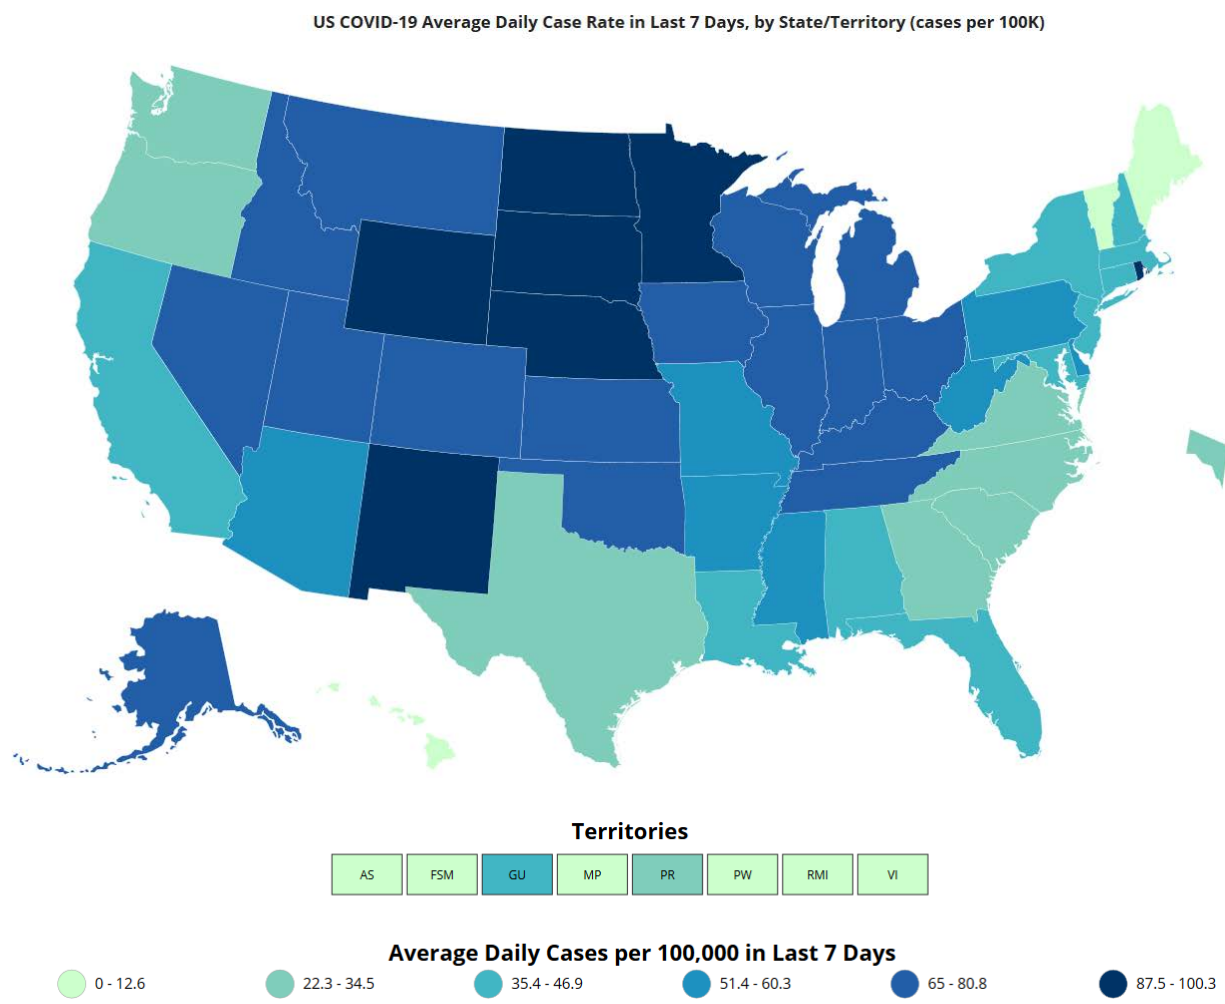 US COVID-19 Average Daily Case Rate in Last 7 Days, by State/Territory (cases per 100K)
Territories
AS FSM GU MP PR PW RMI VI
Average Daily Cases per 100,000 in Last 7 Days
0 - 12.6 22.3 - 34.5 35.4 - 46.9 51.4 - 60.3 65 - 80.8 87.5 - 100.3